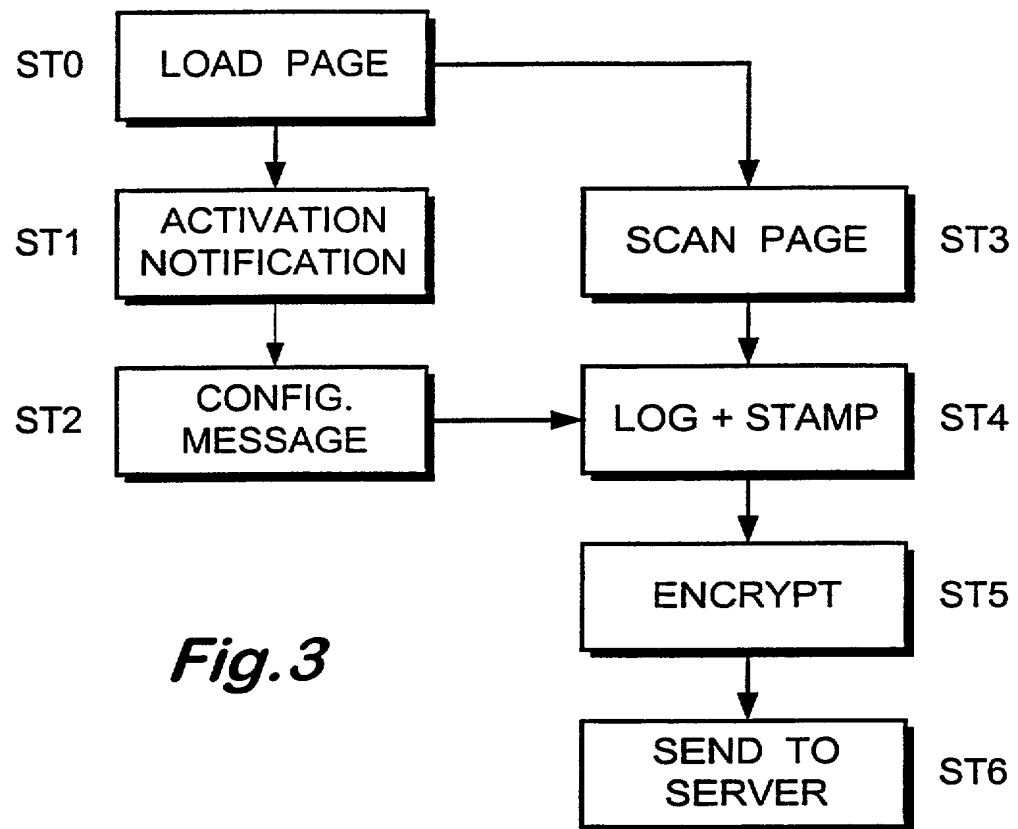 ST0
LOAD PAGE
ST1
ACTIVATION
NOTIFICATION
SCAN PAGE
ST3
ST2
CONFIG.
MESSAGE
LOG + STAMP
ST4
ENCRYPT
ST5
Fig.3
SEND TO
SERVER
ST6